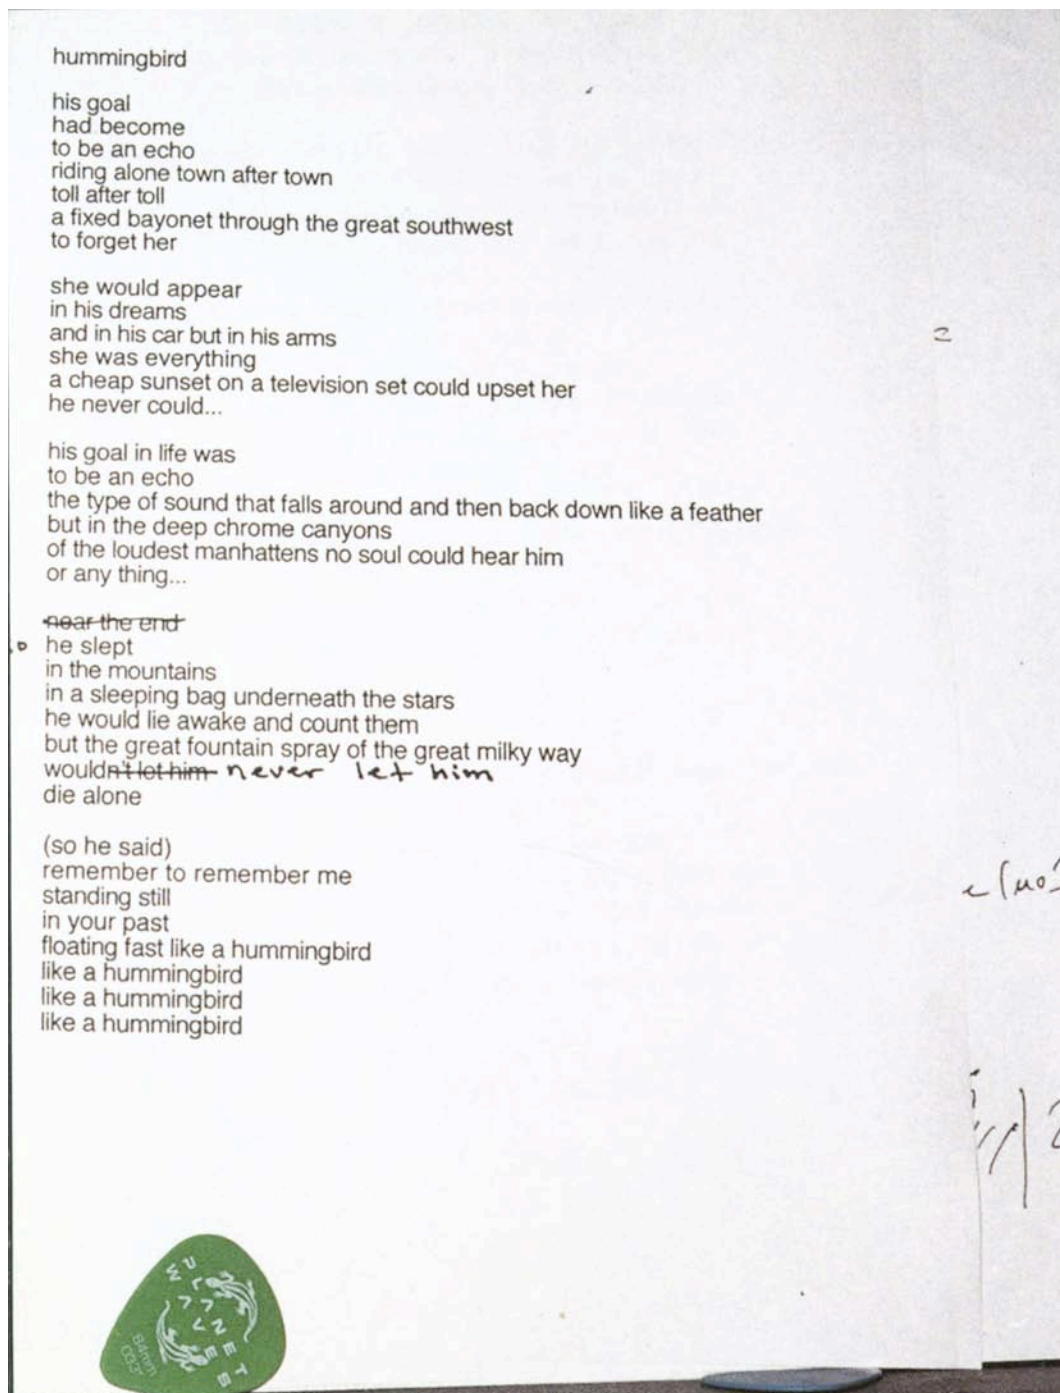 hummingbird
his goal
had become
to be an echo
riding alone town after town
toll after toll
a fixed bayonet through the great southwest
to forget her
she would appear
in his dreams
and in his car but in his arms
she was everything
a cheap sunset on a television set could upset her
he never could...
his goal in life was
to be an echo
the type of sound that falls around and then back down like a feather
but in the deep chrome canyons
of the loudest manhattens no soul could hear him
or any thing...
near the end
he slept
in the mountains
in a sleeping bag underneath the stars
he would lie awake and count them
but the great fountain spray of the great milky way
wouldn't let him never let him
die alone
(so he said)
remember to remember me
standing still
in your past
floating fast like a hummingbird
like a hummingbird
like a hummingbird
like a hummingbird